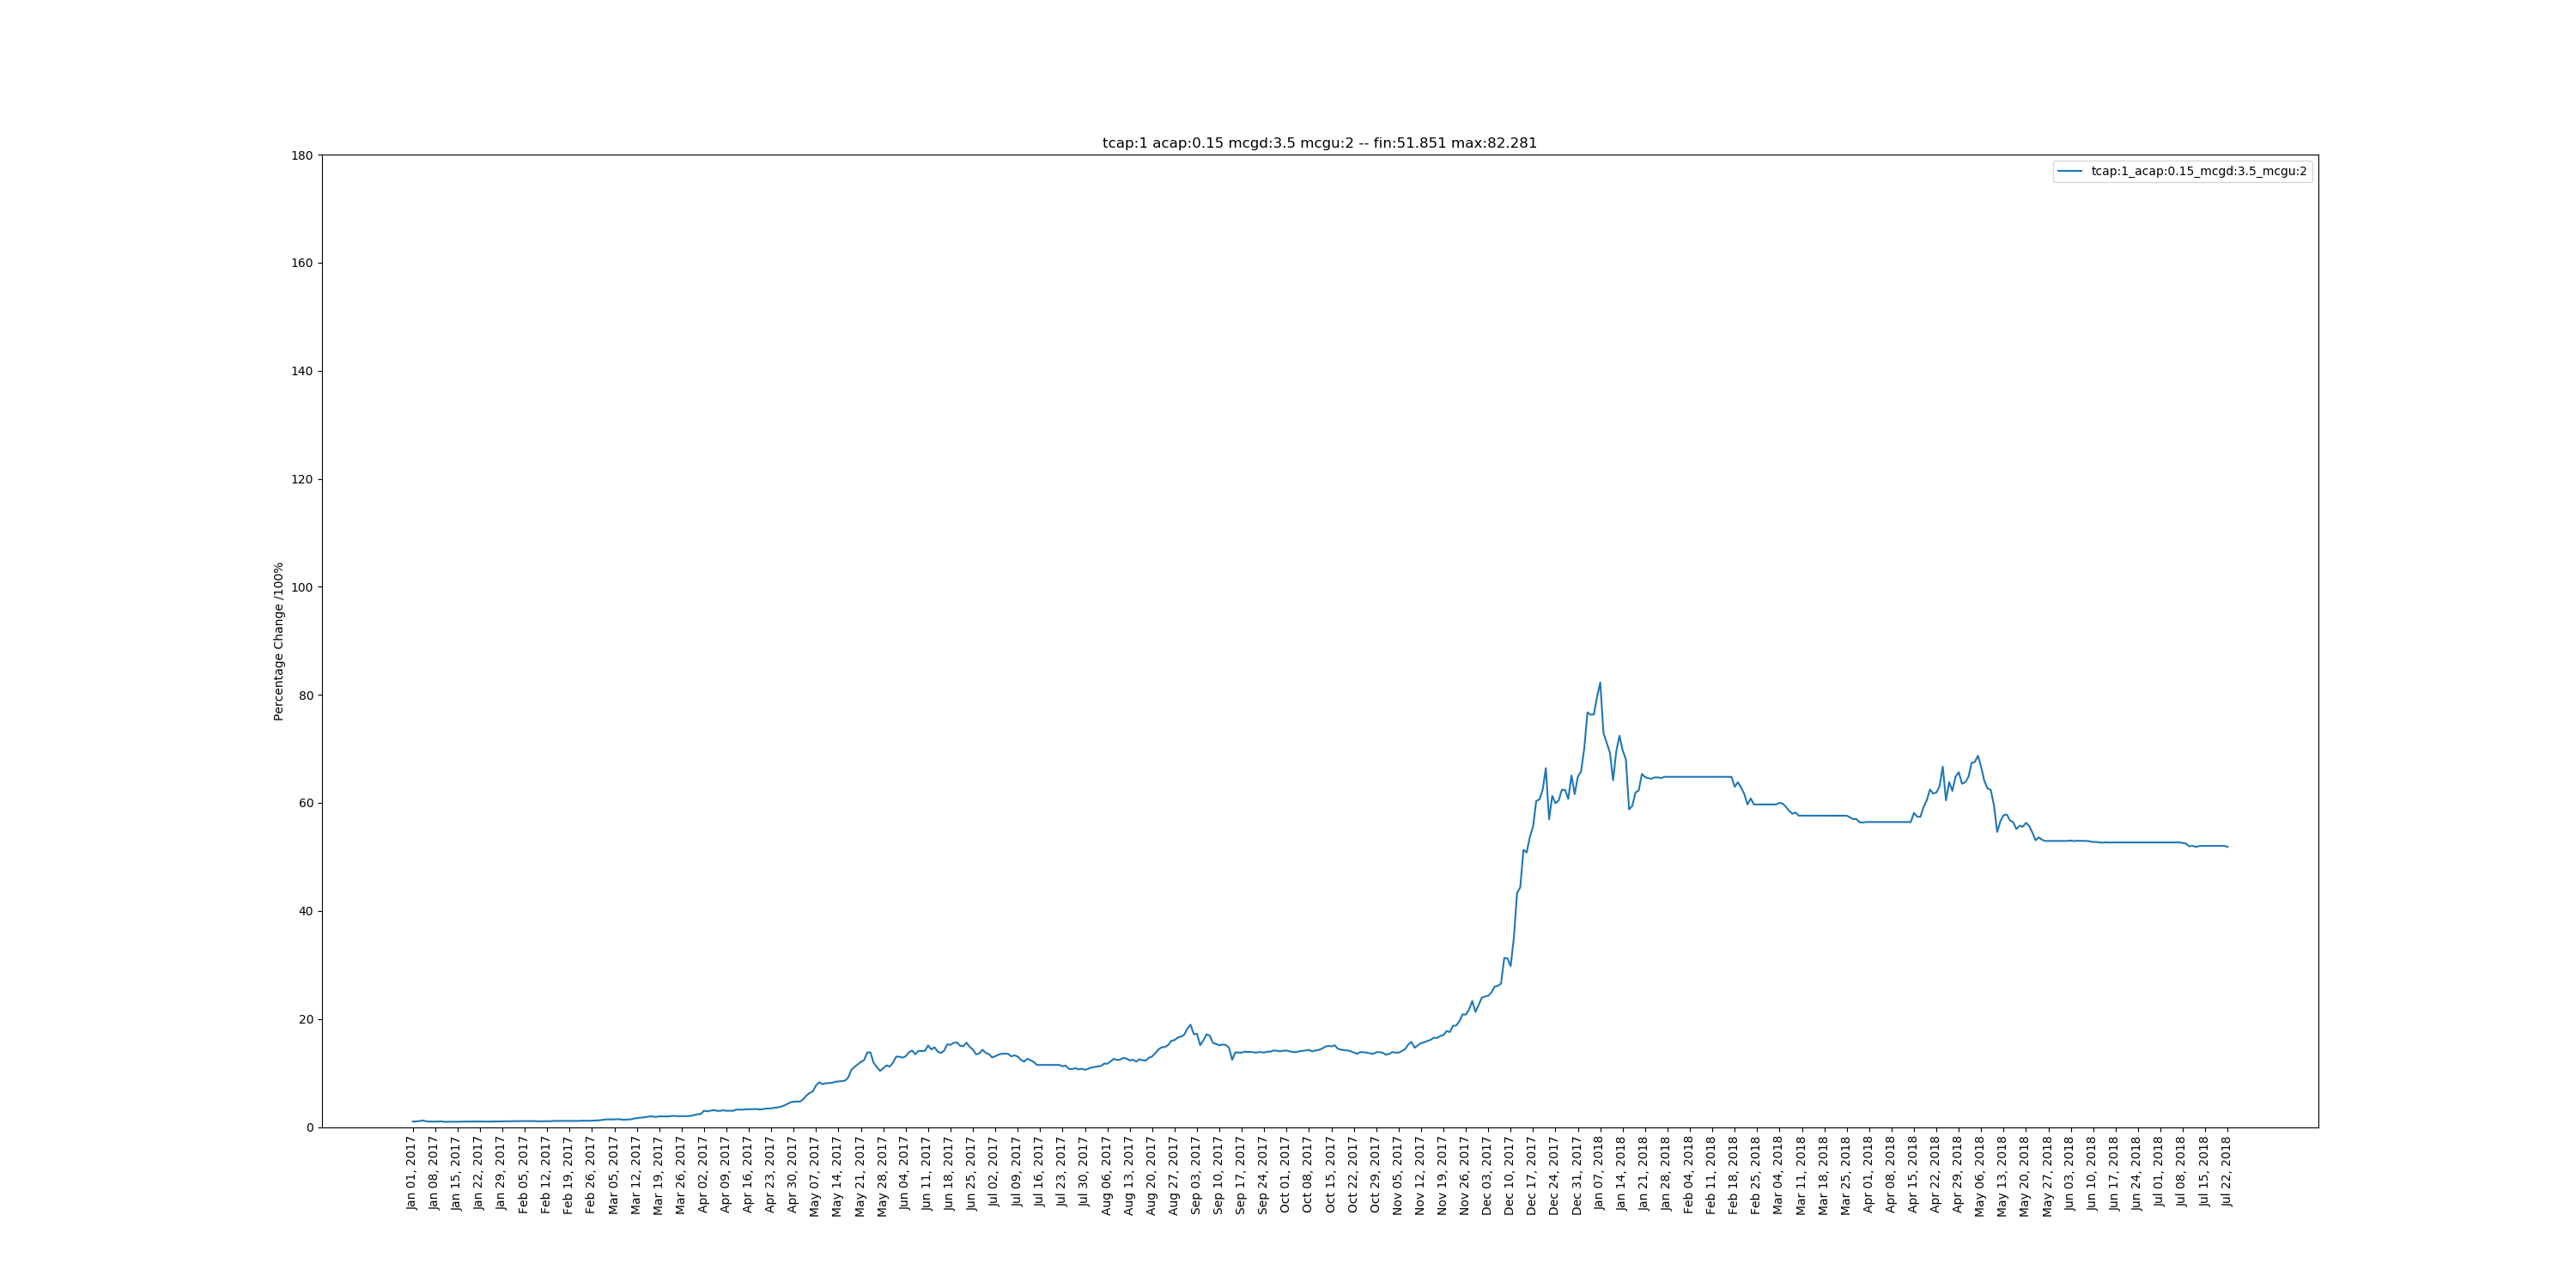 tcap:1 acap:0.15 mcgd:3.5 mcgu:2 -- fin:51.851 max:82.281
tcap:1_acap:0.15_mcgd:3.5_mcgu:2
Percentage Change /100%
180
160
140
120
100
80
60
40
20
0
Jan 01, 2017
Jan 08, 2017
Jan 15, 2017
Jan 22, 2017
Jan 29, 2017
Feb 05, 2017
Feb 12, 2017
Feb 19, 2017
Feb 26, 2017
Mar 05, 2017
Mar 12, 2017
Mar 19, 2017
Mar 26, 2017
Apr 02, 2017
Apr 09, 2017
Apr 16, 2017
Apr 23, 2017
Apr 30, 2017
May 07, 2017
May 14, 2017
May 21, 2017
May 28, 2017
Jun 04, 2017
Jun 11, 2017
Jun 18, 2017
Jun 25, 2017
Jul 02, 2017
Jul 09, 2017
Jul 16, 2017
Jul 23, 2017
Jul 30, 2017
Aug 06, 2017
Aug 13, 2017
Aug 20, 2017
Aug 27, 2017
Sep 03, 2017
Sep 10, 2017
Sep 17, 2017
Sep 24, 2017
Oct 01, 2017
Oct 08, 2017
Oct 15, 2017
Oct 22, 2017
Oct 29, 2017
Nov 05, 2017
Nov 12, 2017
Nov 19, 2017
Nov 26, 2017
Dec 03, 2017
Dec 10, 2017
Dec 17, 2017
Dec 24, 2017
Dec 31, 2017
Jan 07, 2018
Jan 14, 2018
Jan 21, 2018
Jan 28, 2018
Feb 04, 2018
Feb 11, 2018
Feb 18, 2018
Feb 25, 2018
Mar 04, 2018
Mar 11, 2018
Mar 18, 2018
Mar 25, 2018
Apr 01, 2018
Apr 08, 2018
Apr 15, 2018
Apr 22, 2018
Apr 29, 2018
May 06, 2018
May 13, 2018
May 20, 2018
May 27, 2018
Jun 03, 2018
Jun 10, 2018
Jun 17, 2018
Jun 24, 2018
Jul 01, 2018
Jul 08, 2018
Jul 15, 2018
Jul 22, 2018